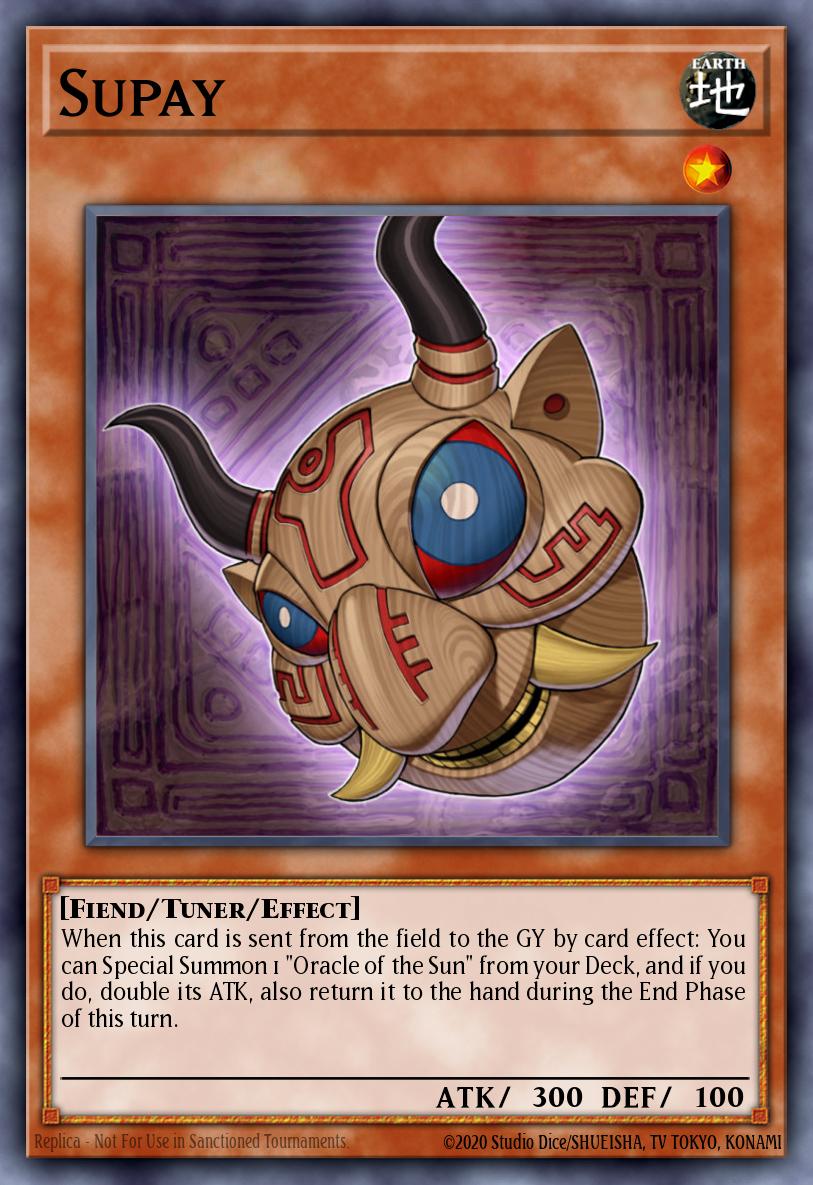 Supay
EARTH
地
[Fiend/Tuner/Effect]
When this card is sent from the field to the GY by card effect: You
can Special Summon 1 "Oracle of the Sun" from your Deck, and if you
do, double its ATK, also return it to the hand during the End Phase
of this turn.
ATK/ 300 DEF/ 100
Replica - Not For Use in Sanctioned Tournaments.
©2020 Studio Dice/SHUEISHA, TV TOKYO, KONAMI